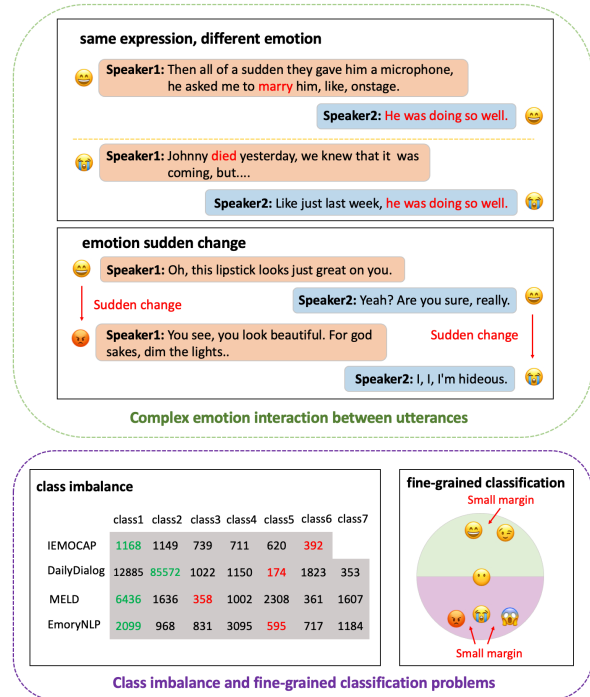 same expression, different emotion
Speaker1: Then all of a sudden they gave him a microphone,
he asked me to marry him, like, onstage.
Speaker2: He was doing so well.
Speaker1: Johnny died yesterday, we knew that it was
coming, but....
Speaker2: Like just last week, he was doing so well.
emotion sudden change
Speaker1: Oh, this lipstick looks just great on you.
Sudden change
Speaker2: Yeah? Are you sure, really.
Speaker1: You see, you look beautiful. For god
sakes, dim the lights..
Sudden change
Speaker2: I, I, I'm hideous.
Complex emotion interaction between utterances
class imbalance
class1 class2 class3 class4 class5 class6 class7
IEMOCAP 1168 1149 739 711 620 392
DailyDialog 12885 85572 1022 1150 174 1823 353
MELD 6436 1636 358 1002 2308 361 1607
EmoryNLP 2099 968 831 3095 595 717 1184
fine-grained classification
Small margin
Small margin
Class imbalance and fine-grained classification problems